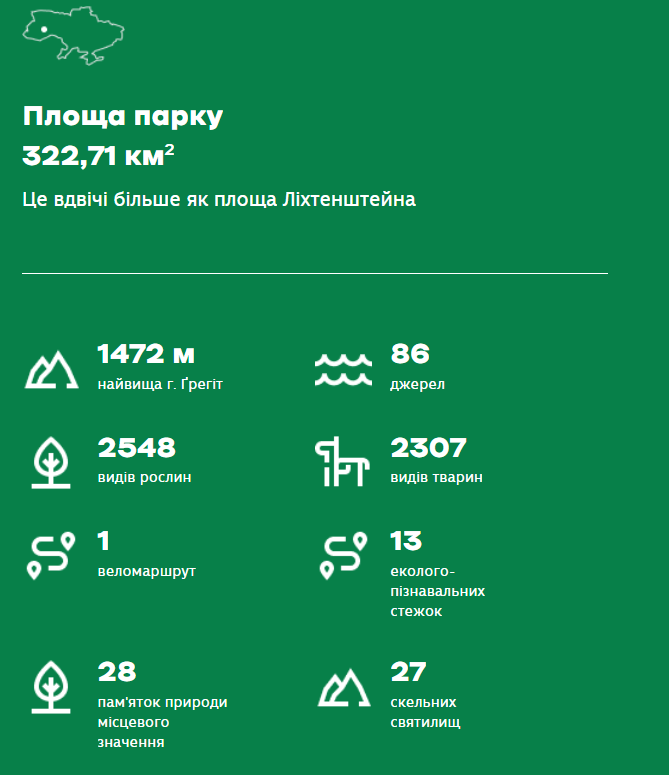 Площа парку
322,71 км²
Це вдвічі більше як площа Ліхтенштейна
1472 м
найвища г. Ґрегіт
86
джерел
2548
видів рослин
2307
видів тварин
1
веломаршрут
13
еколого-
пізнавальних
стежок
28
пам'яток природи
місцевого
значення
27
скельних
святилищ